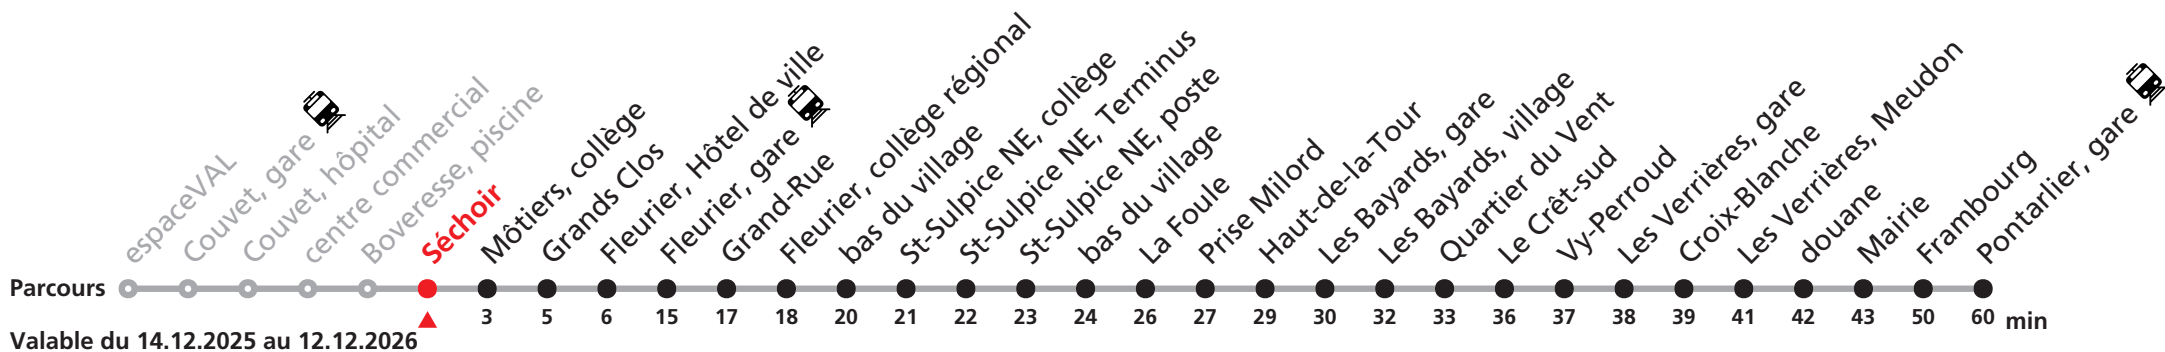 espaceVAL
Couvet, gare
Couvet, hôpital
centre commercial
Boveresse, piscine
Séchoir
Môtiers, collège
Grands Clos
Fleurier, Hôtel de ville
Fleurier, gare
Grand-Rue
Fleurier, collège régional
bas du village
St-Sulpice NE, collège
St-Sulpice NE, Terminus
St-Sulpice NE, poste
bas du village
La Foule
Prise Milord
Haut-de-la-Tour
Les Bayards, gare
Les Bayards, village
Quartier du Vent
Le Crêt-sud
Vy-Perroud
Les Verrières, gare
Croix-Blanche
Les Verrières, Meudon
douane
Mairie
Frambourg
Pontarlier, gare
Parcours
3 5 6 15 17 18 20 21 22 23 24 26 27 29 30 32 33 36 37 38 39 41 42 43 50 60 min
Valable du 14.12.2025 au 12.12.2026